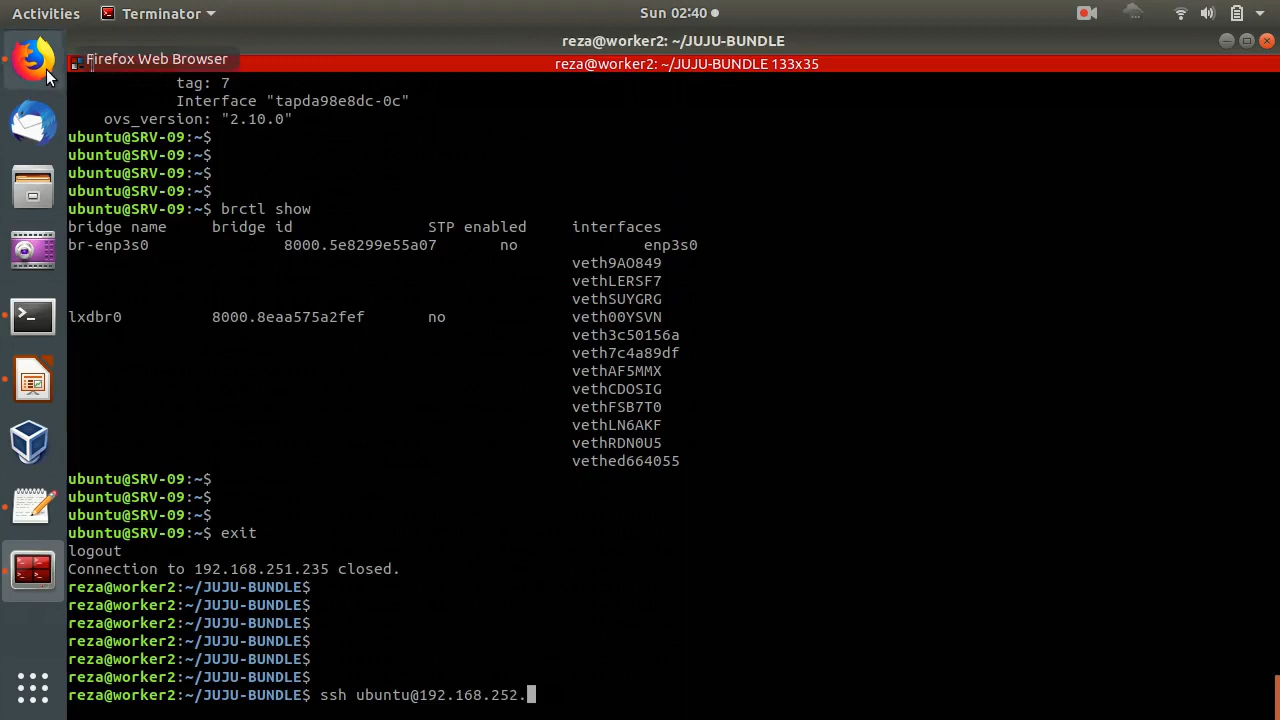 Activities Terminator Sun 02:40
reza@worker2: ~/JUJU-BUNDLE
Firefox Web Browser
reza@worker2: ~/JUJU-BUNDLE 133x35
tag: 7
Interface "tapda98e8dc-0c"
ovs_version: "2.10.0"
ubuntu@SRV-09:~$
ubuntu@SRV-09:~$
ubuntu@SRV-09:~$
ubuntu@SRV-09:~$
ubuntu@SRV-09:~$ brctl show
bridge name bridge id STP enabled interfaces
br-enp3s0 8000.5e8299e55a07 no enp3s0
veth9AO849
vethLERSF7
vethSUYGRG
lxdbr0 8000.8eaa575a2fef no veth00YSVN
veth3c50156a
veth7c4a89df
vethAF5MMX
vethCDOSIG
vethFSB7T0
vethLN6AKF
vethRDN0U5
vethed664055
ubuntu@SRV-09:~$
ubuntu@SRV-09:~$
ubuntu@SRV-09:~$
ubuntu@SRV-09:~$ exit
logout
Connection to 192.168.251.235 closed.
reza@worker2:~/JUJU-BUNDLE$
reza@worker2:~/JUJU-BUNDLE$
reza@worker2:~/JUJU-BUNDLE$
reza@worker2:~/JUJU-BUNDLE$
reza@worker2:~/JUJU-BUNDLE$
reza@worker2:~/JUJU-BUNDLE$
reza@worker2:~/JUJU-BUNDLE$ ssh ubuntu@192.168.252.